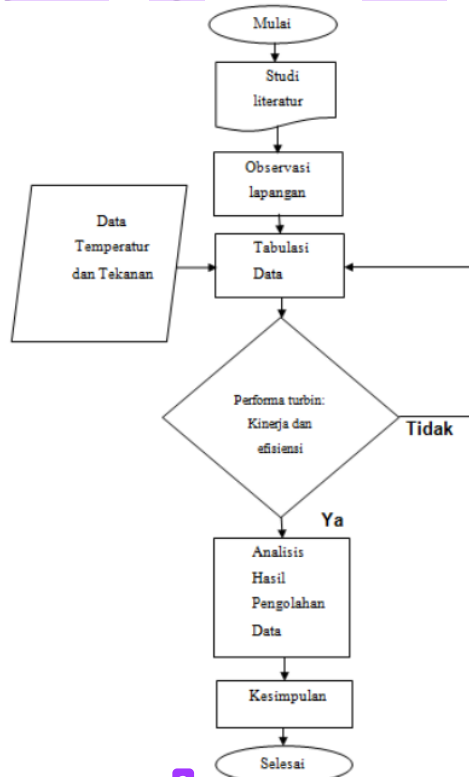 Mulai
Studi
literatur
Observasi
lapangan
Data
Temperatur
dan Tekanan
Tabulasi
Data
Performa turbin:
Kinerja dan
efisiensi
Tidak
Ya
Analisis
Hasil
Pengolahan
Data
Kesimpulan
Selesai